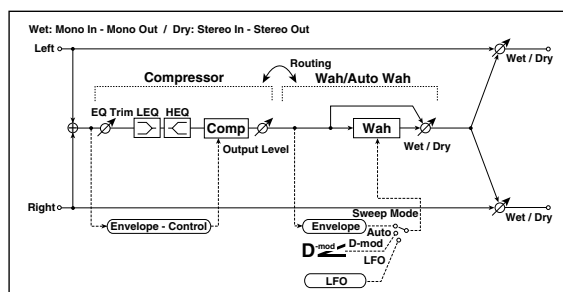 Wet: Mono In - Mono Out / Dry: Stereo In - Stereo Out
Left
Wet / Dry
Routing
Compressor
Wah/Auto Wah
EQ Trim LEQ HEQ
Comp
Wah
Output Level
Wet / Dry
Right
Wet / Dry
Sweep Mode
Envelope - Control
Envelope
Auto
D-mod
D-mod
LFO
LFO